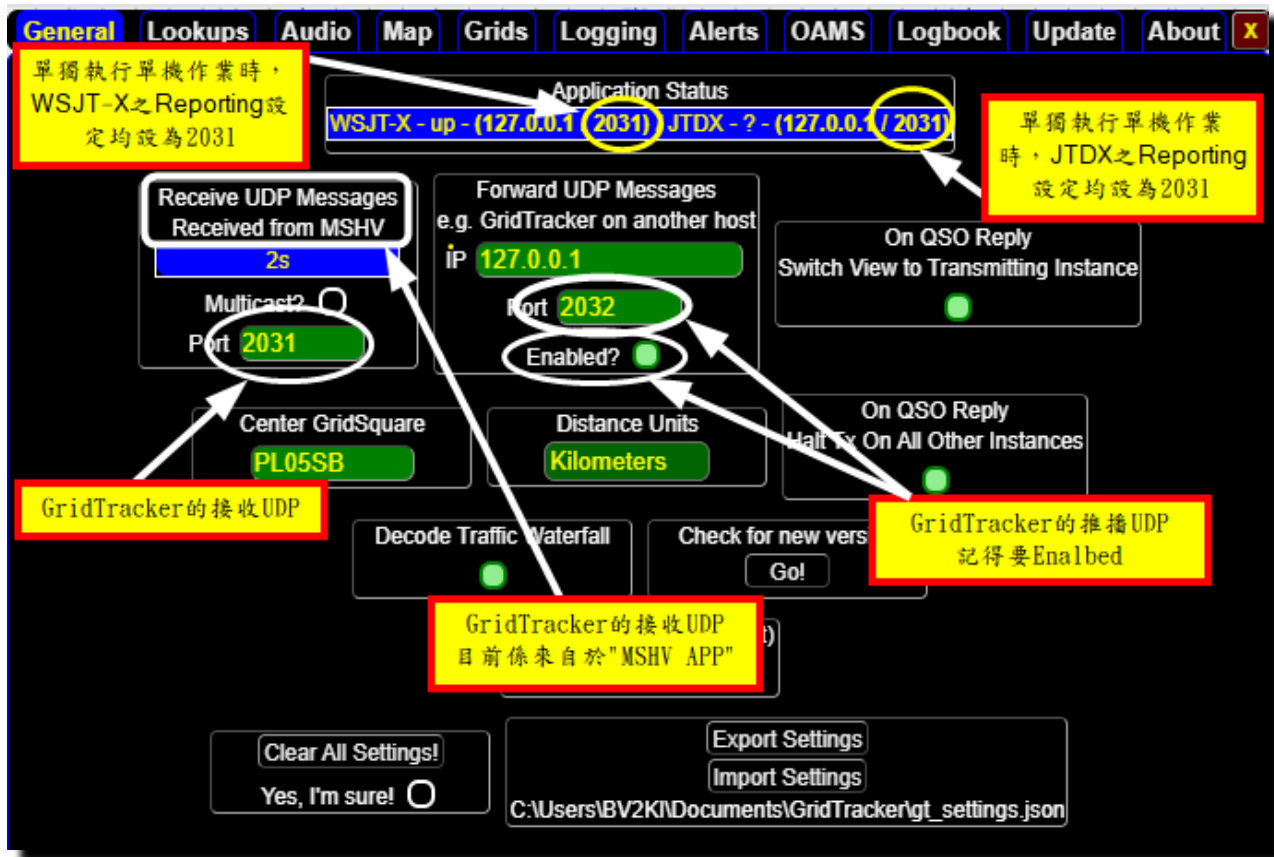 General Lookups Audio Map Grids Logging Alerts OAMS Logbook Update About X
單獨執行單機作業時，
WSJT-X之Reporting設
定均設為2031
Application Status
WSJT-X - up - (127.0.0.1 / 2031) JTDX - ? - (127.0.0.1 / 2031)
單獨執行單機作業
時，JTDX之Reporting
設定均設為2031
Receive UDP Messages
Received from MSHV
2s
Multicast?
Port 2031
Forward UDP Messages
e.g. GridTracker on another host
IP 127.0.0.1
Port 2032
Enabled?
On QSO Reply
Switch View to Transmitting Instance
Center GridSquare
PL05SB
Distance Units
Kilometers
On QSO Reply
Halt Tx On All Other Instances
GridTracker的接收UDP
GridTracker的推播UDP
記得要Enalbed
Decode Traffic Waterfall
Check for new vers
Go!
GridTracker的接收UDP
目前係來自於"MSHV APP"
Clear All Settings!
Yes, I'm sure!
Export Settings
Import Settings
C:\Users\BV2KI\Documents\GridTracker\gt_settings.json